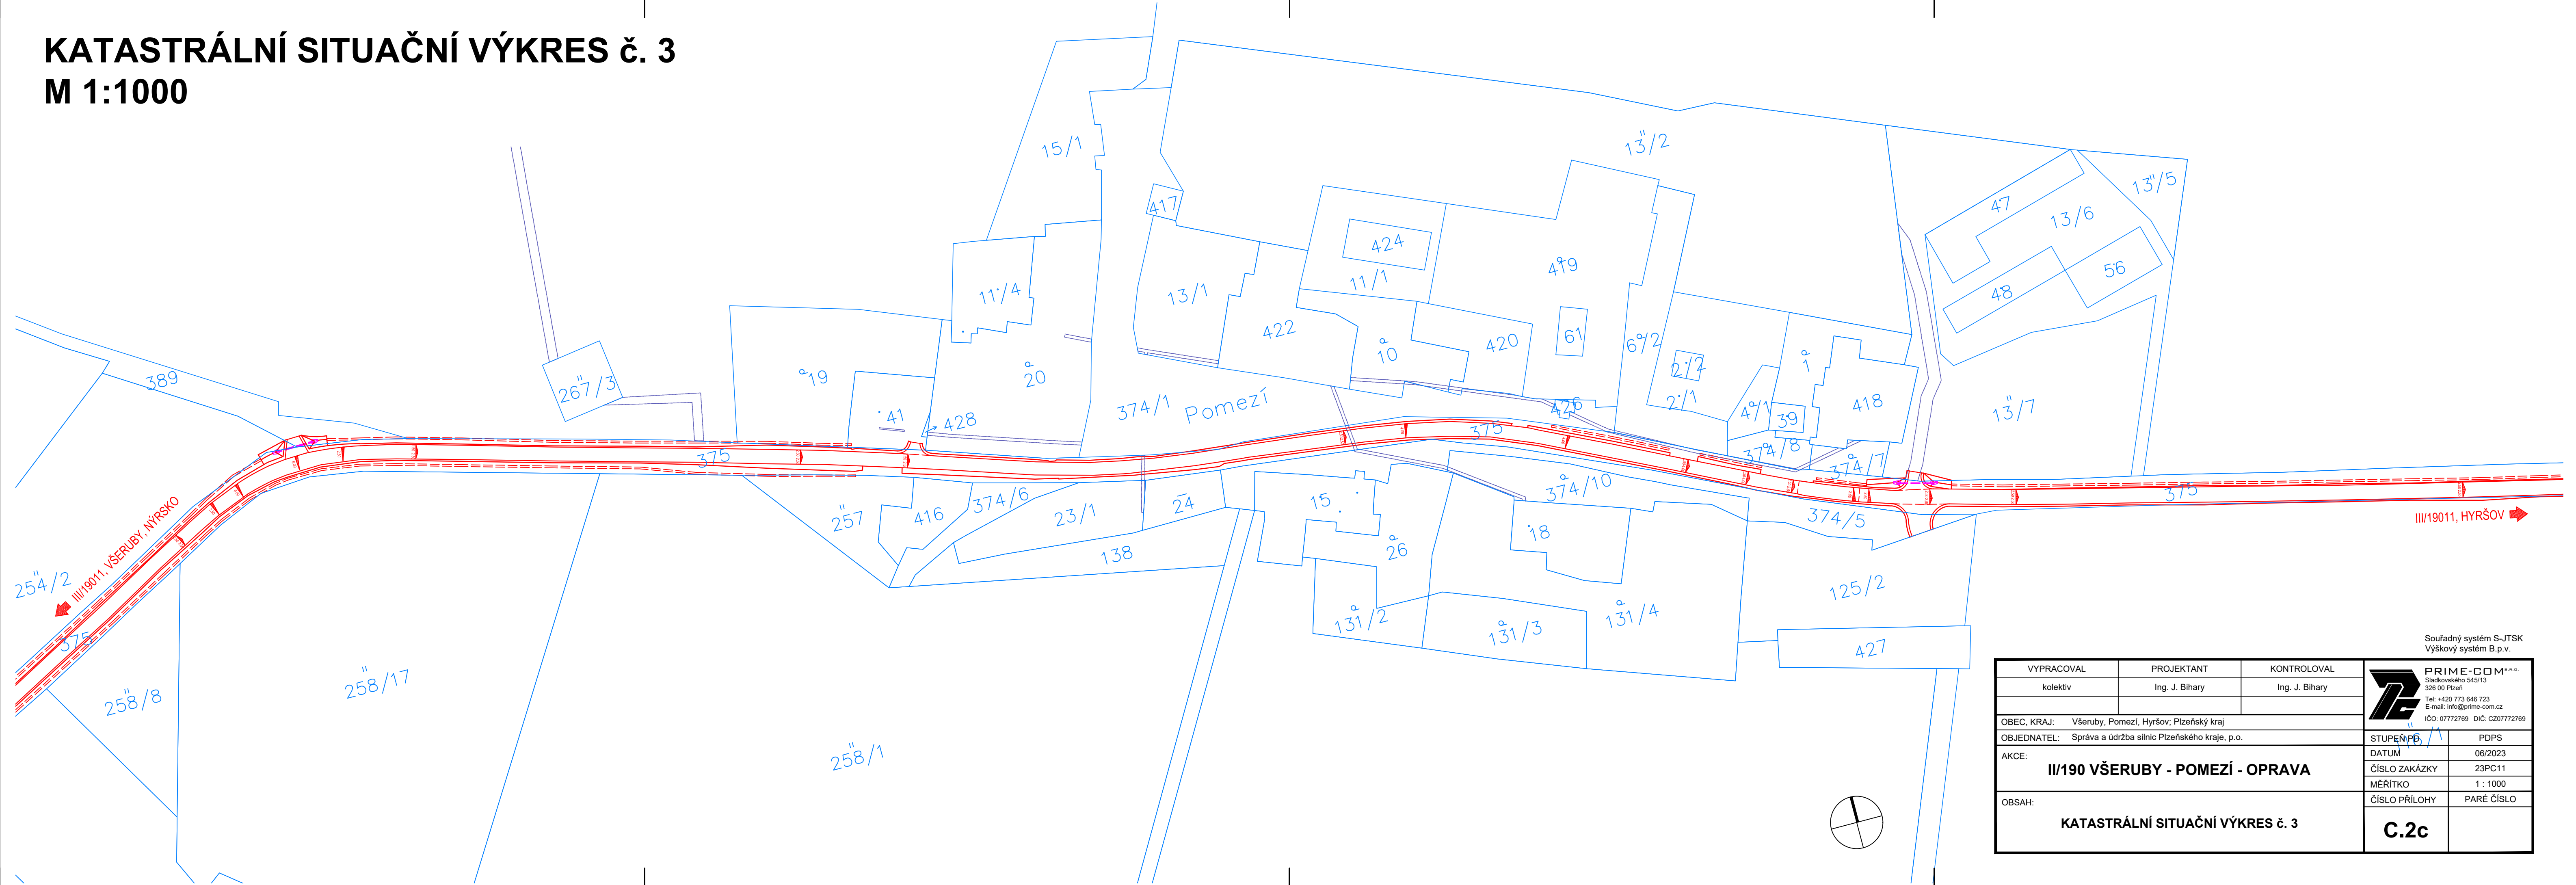 KATASTRÁLNÍ SITUAČNÍ VÝKRES č. 3
M 1:1000
15/1
13/2
13/5
417
47
13/6
424
419
56
11/4
13/1
11/1
48
422
61
10
420
6/2
2/2
1
389
267/3
19
20
374/1
Pomezí
426
2/1
4/1
39
418
13/7
41
428
375
375
374/8
374/7
375
257
416
374/6
23/1
24
15
374/10
374/5
III/19011, HYRŠOV
III/19011, VŠERUBY, NÝRSKO
138
26
18
254/2
125/2
131/2
131/3
131/4
427
375
258/8
258/17
258/1
Souřadný systém S-JTSK
Výškový systém B.p.v.
VYPRACOVAL PROJEKTANT KONTROLOVAL
kolektiv Ing. J. Bihary Ing. J. Bihary
PRIME-COM s.r.o.
Sladkovského 545/13
326 00 Plzeň
Tel: +420 773 646 723
E-mail: info@prime-com.cz
IČO: 07772769 DIČ: CZ07772769
OBEC, KRAJ: Všeruby, Pomezí, Hyršov; Plzeňský kraj
OBJEDNATEL: Správa a údržba silnic Plzeňského kraje, p.o.
AKCE:
II/190 VŠERUBY - POMEZÍ - OPRAVA
OBSAH:
KATASTRÁLNÍ SITUAČNÍ VÝKRES č. 3
116/1
STUPEŇ PD PDPS
DATUM 06/2023
ČÍSLO ZAKÁZKY 23PC11
MĚŘÍTKO 1 : 1000
ČÍSLO PŘÍLOHY PARÉ ČÍSLO
C.2c